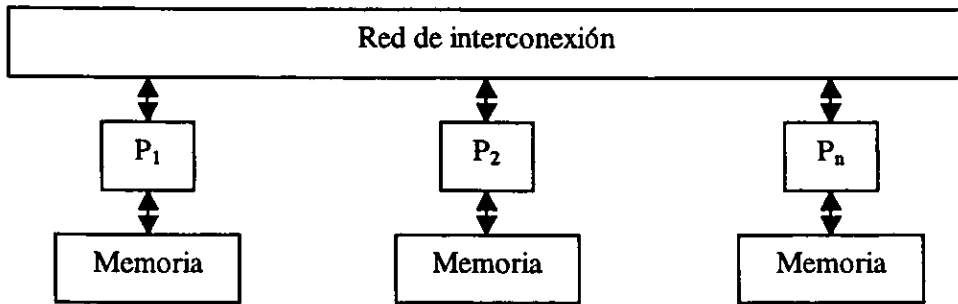 Red de interconexión
P₁ P₂ Pₙ
Memoria Memoria Memoria